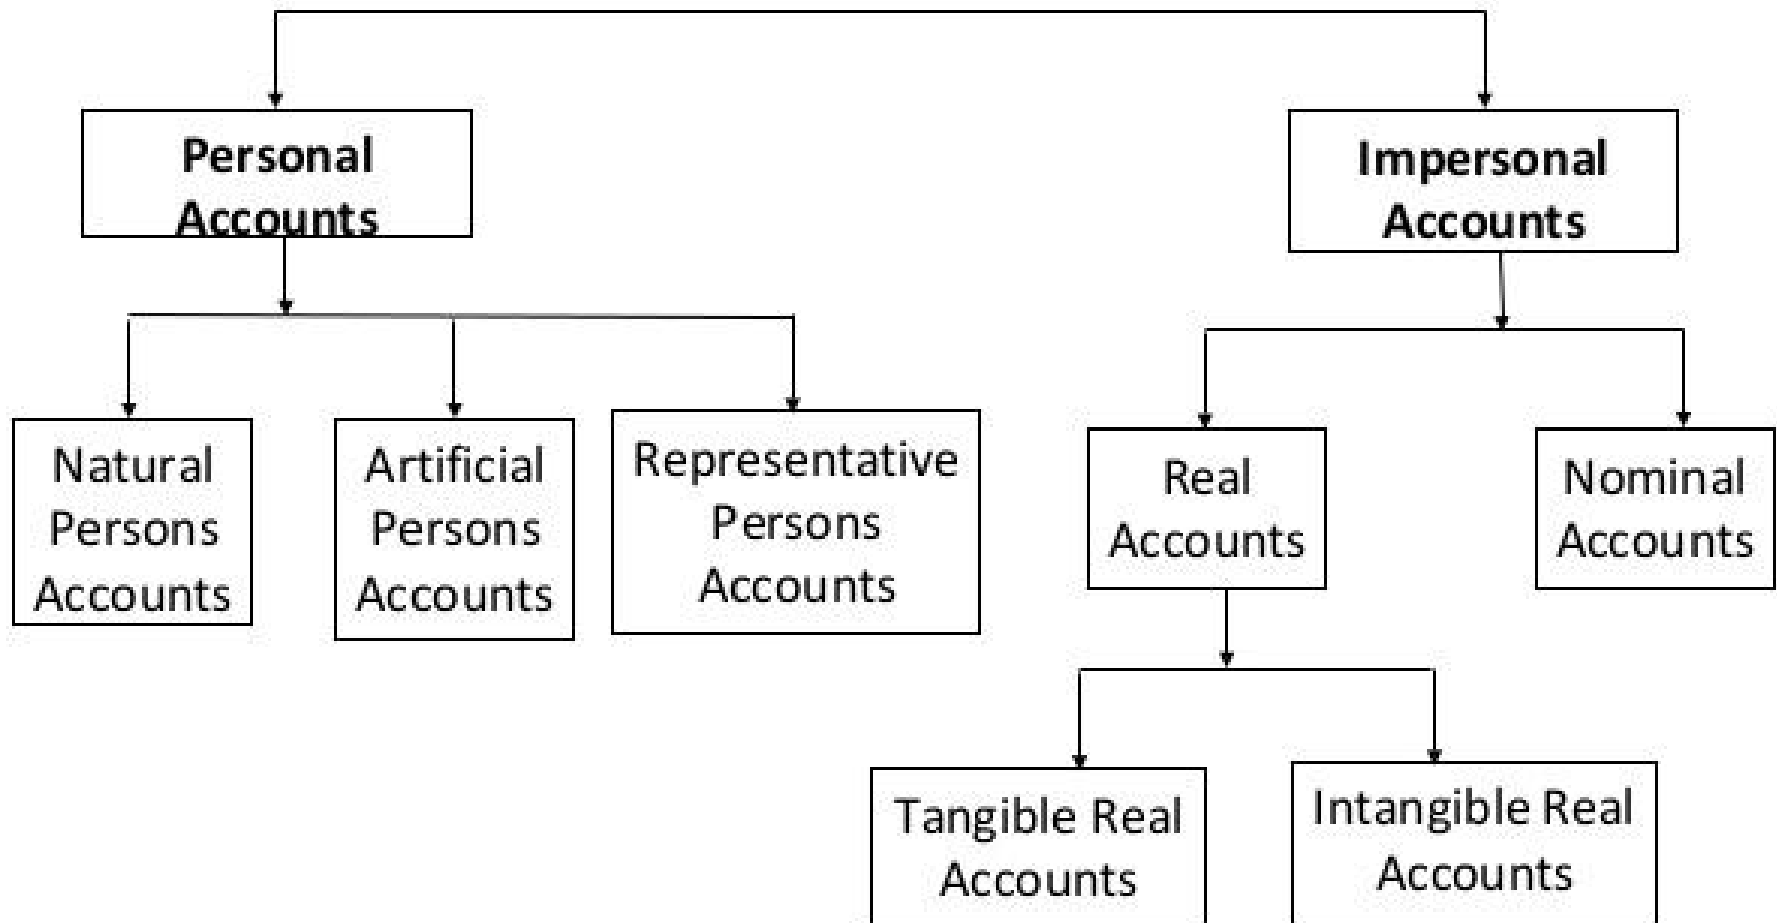 Personal
Accounts
Impersonal
Accounts
Natural
Persons
Accounts
Artificial
Persons
Accounts
Representative
Persons
Accounts
Real
Accounts
Nominal
Accounts
Tangible Real
Accounts
Intangible Real
Accounts